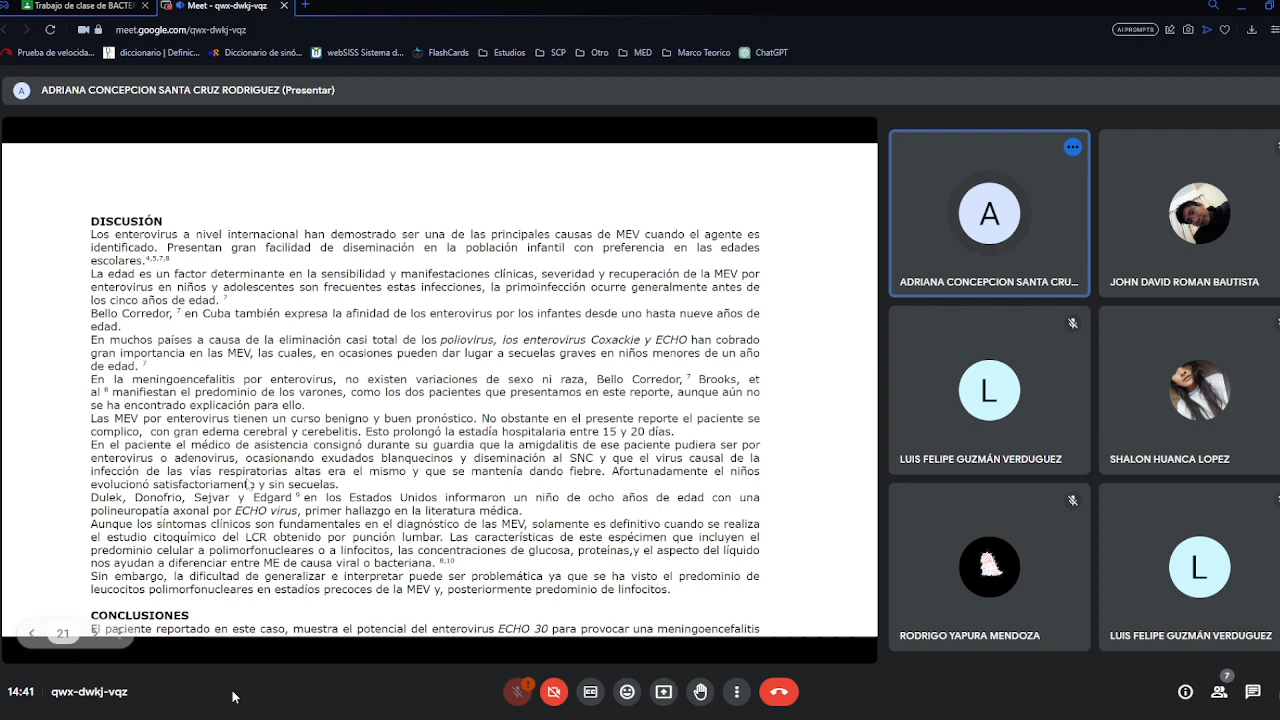 Trabajo de clase de BACTER
Meet - qwx-dwkj-vqz
meet.google.com/qwx-dwkj-vqz
AI PROMPTS
Prueba de velocida...
diccionario | Definic...
Diccionario de sinó...
webSISS Sistema d...
FlashCards
Estudios
SCP
Otro
MED
Marco Teorico
ChatGPT
A
ADRIANA CONCEPCION SANTA CRUZ RODRIGUEZ (Presentar)
DISCUSIÓN
Los enterovirus a nivel internacional han demostrado ser una de las principales causas de MEV cuando el agente es
identificado. Presentan gran facilidad de diseminación en la población infantil con preferencia en las edades
escolares.4,5,7,8
La edad es un factor determinante en la sensibilidad y manifestaciones clínicas, severidad y recuperación de la MEV por
enterovirus en niños y adolescentes son frecuentes estas infecciones, la primoinfección ocurre generalmente antes de
los cinco años de edad. 7
Bello Corredor, 7 en Cuba también expresa la afinidad de los enterovirus por los infantes desde uno hasta nueve años de
edad.
En muchos países a causa de la eliminación casi total de los poliovirus, los enterovirus Coxackie y ECHO han cobrado
gran importancia en las MEV, las cuales, en ocasiones pueden dar lugar a secuelas graves en niños menores de un año
de edad. 7
En la meningoencefalitis por enterovirus, no existen variaciones de sexo ni raza, Bello Corredor, 7 Brooks, et
al 8 manifiestan el predominio de los varones, como los dos pacientes que presentamos en este reporte, aunque aún no
se ha encontrado explicación para ello.
Las MEV por enterovirus tienen un curso benigno y buen pronóstico. No obstante en el presente reporte el paciente se
complico, con gran edema cerebral y cerebelitis. Esto prolongó la estadía hospitalaria entre 15 y 20 días.
En el paciente el médico de asistencia consignó durante su guardia que la amigdalitis de ese paciente pudiera ser por
enterovirus o adenovirus, ocasionando exudados blanquecinos y diseminación al SNC y que el virus causal de la
infección de las vías respiratorias altas era el mismo y que se mantenía dando fiebre. Afortunadamente el niños
evolucionó satisfactoriamente y sin secuelas.
Dulek, Donofrio, Sejvar y Edgard 9 en los Estados Unidos informaron un niño de ocho años de edad con una
polineuropatía axonal por ECHO virus, primer hallazgo en la literatura médica.
Aunque los síntomas clínicos son fundamentales en el diagnóstico de las MEV, solamente es definitivo cuando se realiza
el estudio citoquímico del LCR obtenido por punción lumbar. Las características de este espécimen que incluyen el
predominio celular a polimorfonucleares o a linfocitos, las concentraciones de glucosa, proteínas,y el aspecto del líquido
nos ayudan a diferenciar entre ME de causa viral o bacteriana. 8,10
Sin embargo, la dificultad de generalizar e interpretar puede ser problemática ya que se ha visto el predominio de
leucocitos polimorfonucleares en estadíos precoces de la MEV y, posteriormente predominio de linfocitos.
CONCLUSIONES
El paciente reportado en este caso, muestra el potencial del enterovirus ECHO 30 para provocar una meningoencefalitis
21
A
ADRIANA CONCEPCION SANTA CRU...
JOHN DAVID ROMAN BAUTISTA
L
LUIS FELIPE GUZMÁN VERDUGUEZ
SHALON HUANCA LOPEZ
RODRIGO YAPURA MENDOZA
L
LUIS FELIPE GUZMÁN VERDUGUEZ
14:41
qwx-dwkj-vqz
7